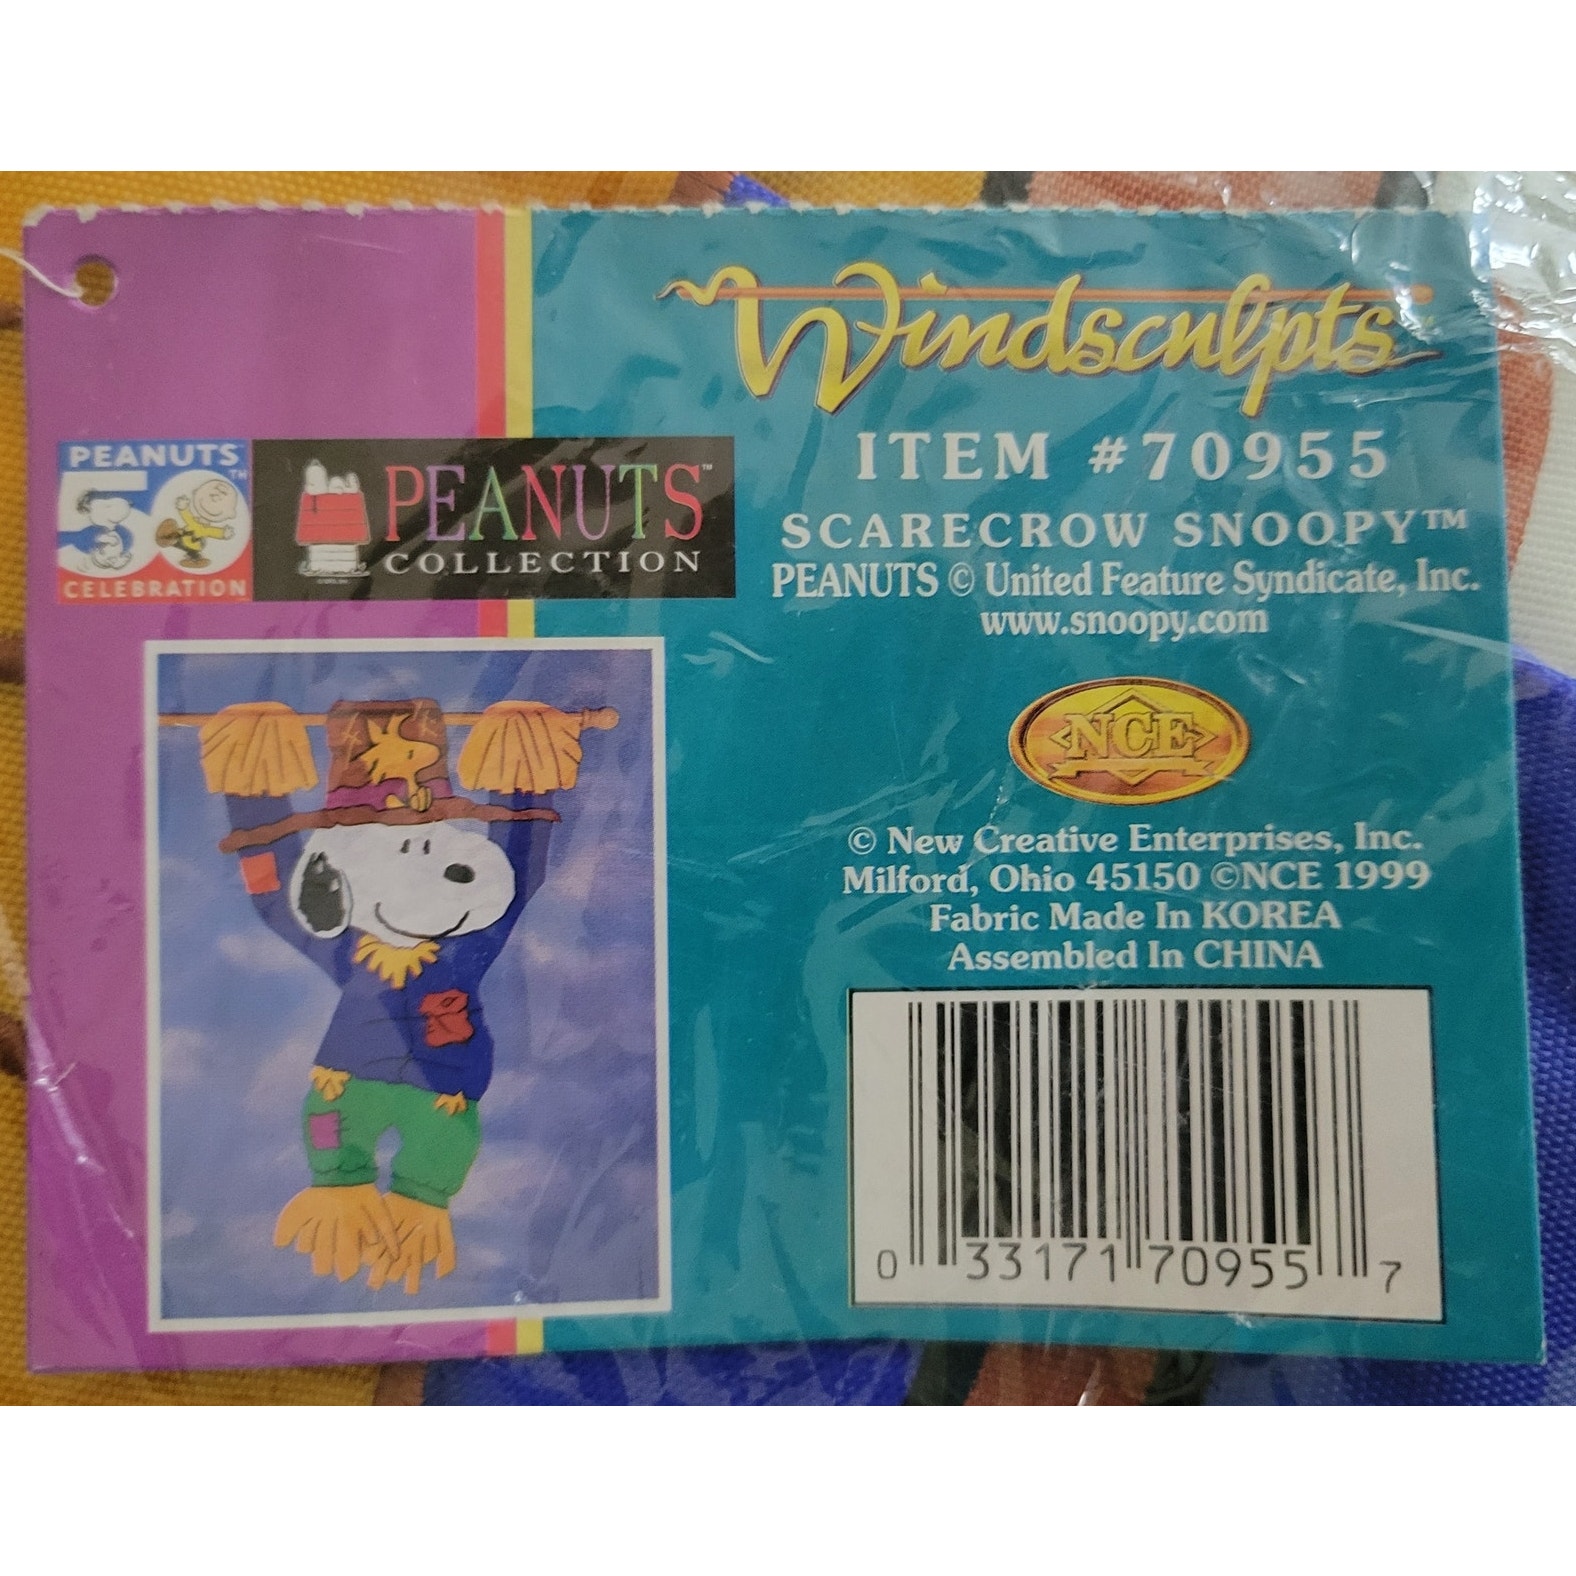 Windsculpts
ITEM #70955
SCARECROW SNOOPY™
PEANUTS © United Feature Syndicate, Inc.
www.snoopy.com
PEANUTS
50
™
CELEBRATION
PEANUTS™
COLLECTION
NCE
© New Creative Enterprises, Inc.
Milford, Ohio 45150 ©NCE 1999
Fabric Made In KOREA
Assembled In CHINA
0 33171 70955 7